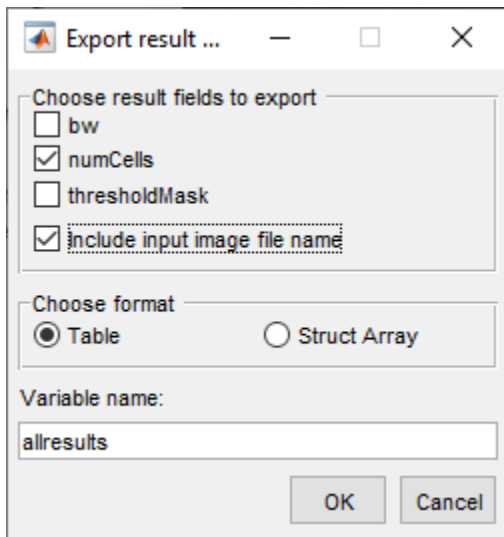 Export result ...
Choose result fields to export
bw
numCells
thresholdMask
Include input image file name
Choose format
Table Struct Array
Variable name:
allresults
OK Cancel